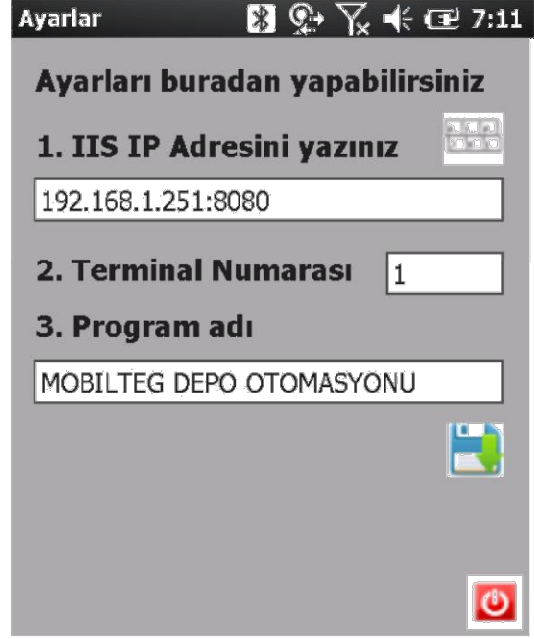 Ayarlar 7:11
Ayarları buradan yapabilirsiniz
1. IIS IP Adresini yazınız
192.168.1.251:8080
2. Terminal Numarası 1
3. Program adı
MOBILTEG DEPO OTOMASYONU